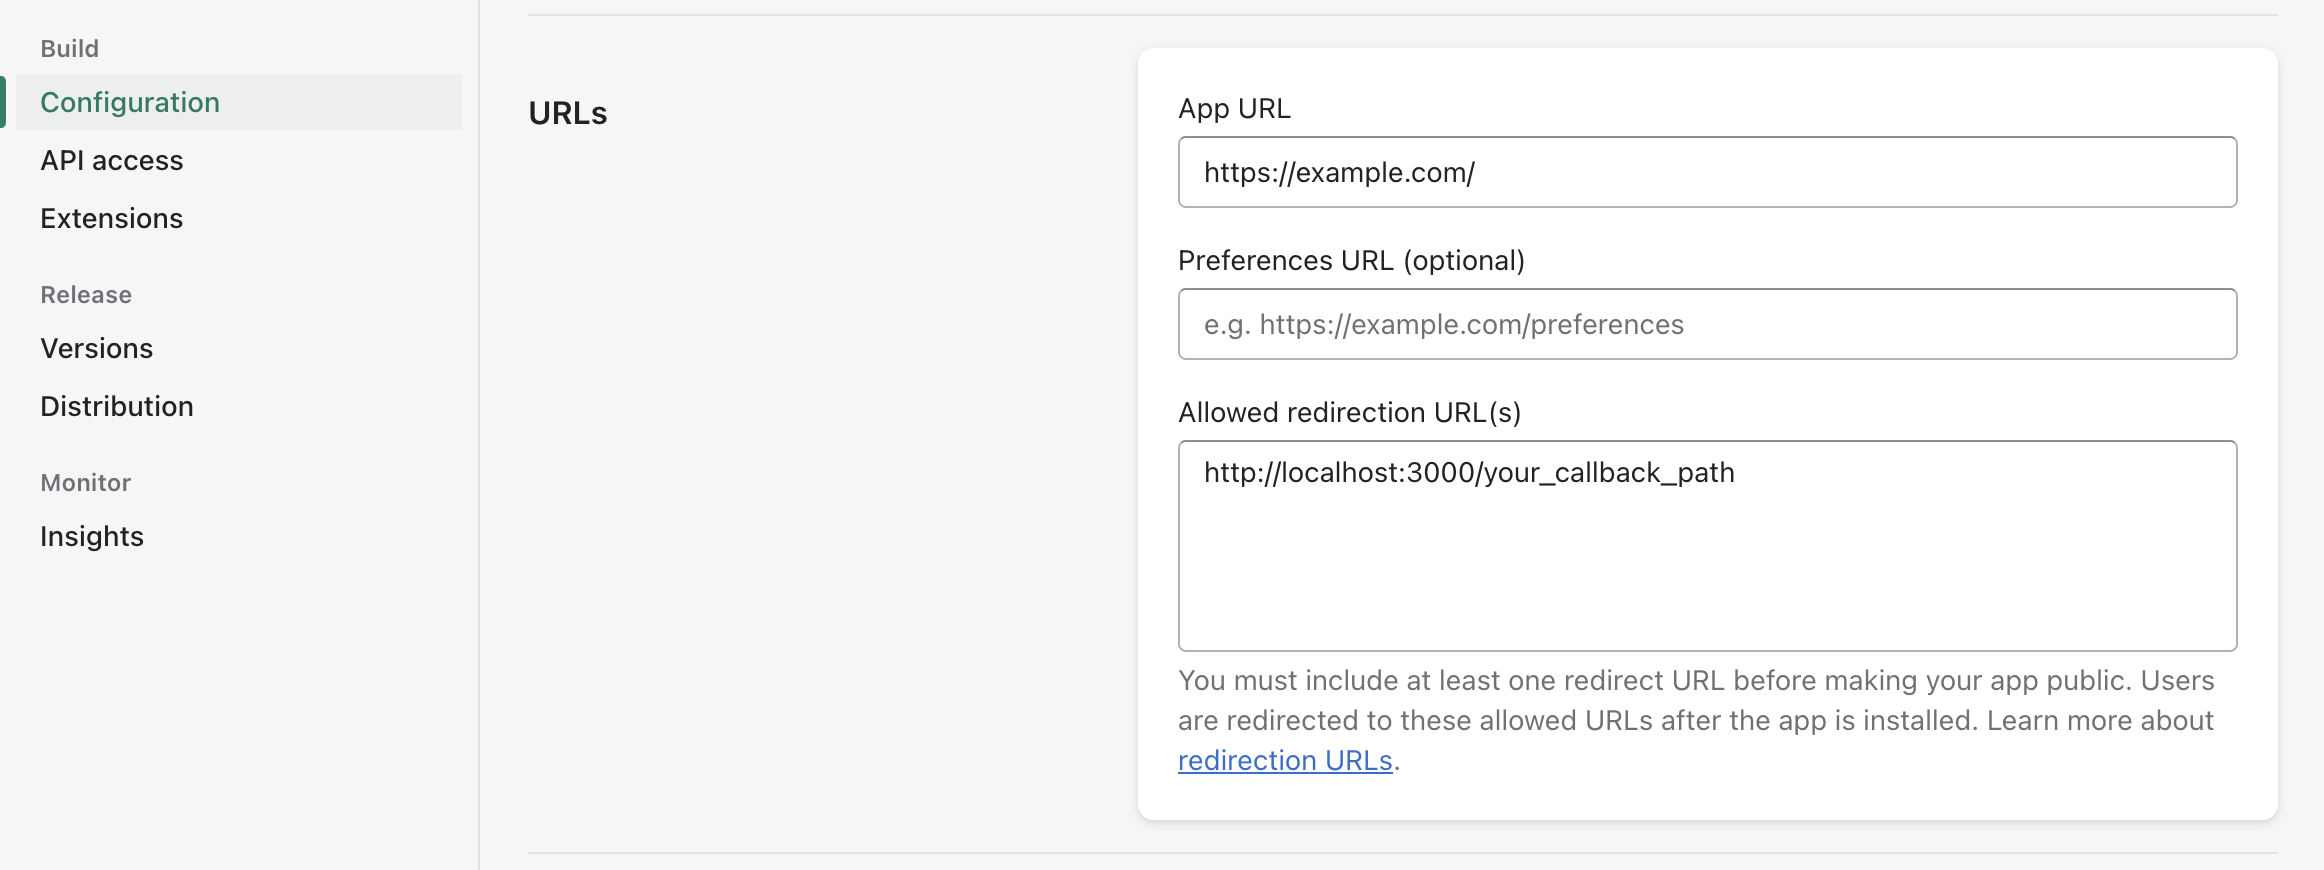 Build
Configuration
API access
Extensions
Release
Versions
Distribution
Monitor
Insights
URLs
App URL
https://example.com/
Preferences URL (optional)
e.g. https://example.com/preferences
Allowed redirection URL(s)
http://localhost:3000/your_callback_path
You must include at least one redirect URL before making your app public. Users
are redirected to these allowed URLs after the app is installed. Learn more about
redirection URLs.